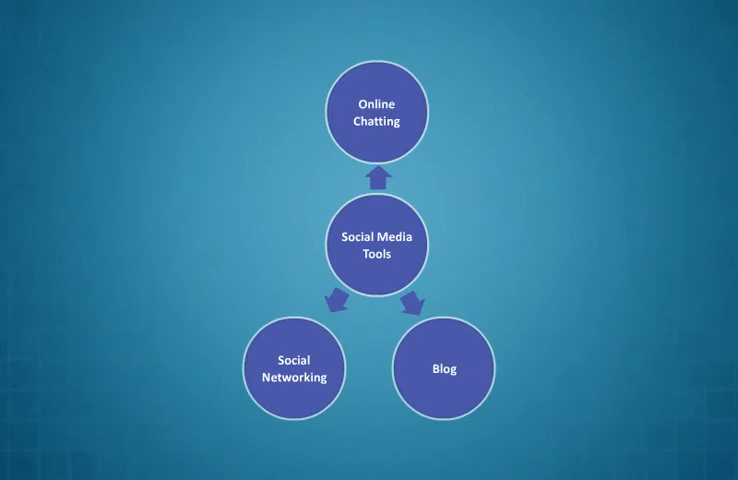 Online
Chatting
Social Media
Tools
Social
Networking
Blog